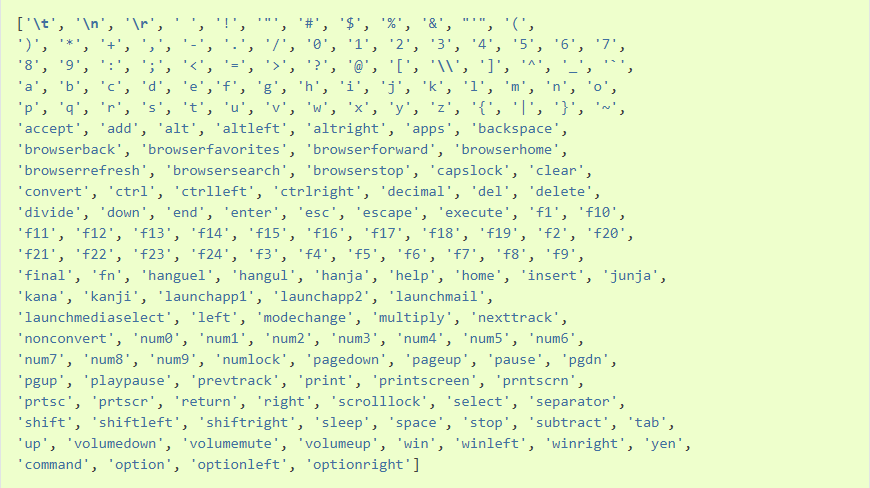 ['\t', '\n', '\r', ' ', '!', '"', '#', '$', '%', '&', "'", '(',
')', '*', '+', ',', '-', '.', '/', '0', '1', '2', '3', '4', '5', '6', '7',
'8', '9', ':', ';', '<', '=', '>', '?', '@', '[', '\\', ']', '^', '_', '`',
'a', 'b', 'c', 'd', 'e','f', 'g', 'h', 'i', 'j', 'k', 'l', 'm', 'n', 'o',
'p', 'q', 'r', 's', 't', 'u', 'v', 'w', 'x', 'y', 'z', '{', '|', '}', '~',
'accept', 'add', 'alt', 'altleft', 'altright', 'apps', 'backspace',
'browserback', 'browserfavorites', 'browserforward', 'browserhome',
'browserrefresh', 'browsersearch', 'browserstop', 'capslock', 'clear',
'convert', 'ctrl', 'ctrlleft', 'ctrlright', 'decimal', 'del', 'delete',
'divide', 'down', 'end', 'enter', 'esc', 'escape', 'execute', 'f1', 'f10',
'f11', 'f12', 'f13', 'f14', 'f15', 'f16', 'f17', 'f18', 'f19', 'f2', 'f20',
'f21', 'f22', 'f23', 'f24', 'f3', 'f4', 'f5', 'f6', 'f7', 'f8', 'f9',
'final', 'fn', 'hanguel', 'hangul', 'hanja', 'help', 'home', 'insert', 'junja',
'kana', 'kanji', 'launchapp1', 'launchapp2', 'launchmail',
'launchmediaselect', 'left', 'modechange', 'multiply', 'nexttrack',
'nonconvert', 'num0', 'num1', 'num2', 'num3', 'num4', 'num5', 'num6',
'num7', 'num8', 'num9', 'numlock', 'pagedown', 'pageup', 'pause', 'pgdn',
'pgup', 'playpause', 'prevtrack', 'print', 'printscreen', 'prntscrn',
'prtsc', 'prtscr', 'return', 'right', 'scrolllock', 'select', 'separator',
'shift', 'shiftleft', 'shiftright', 'sleep', 'space', 'stop', 'subtract', 'tab',
'up', 'volumedown', 'volumemute', 'volumeup', 'win', 'winleft', 'winright', 'yen',
'command', 'option', 'optionleft', 'optionright']